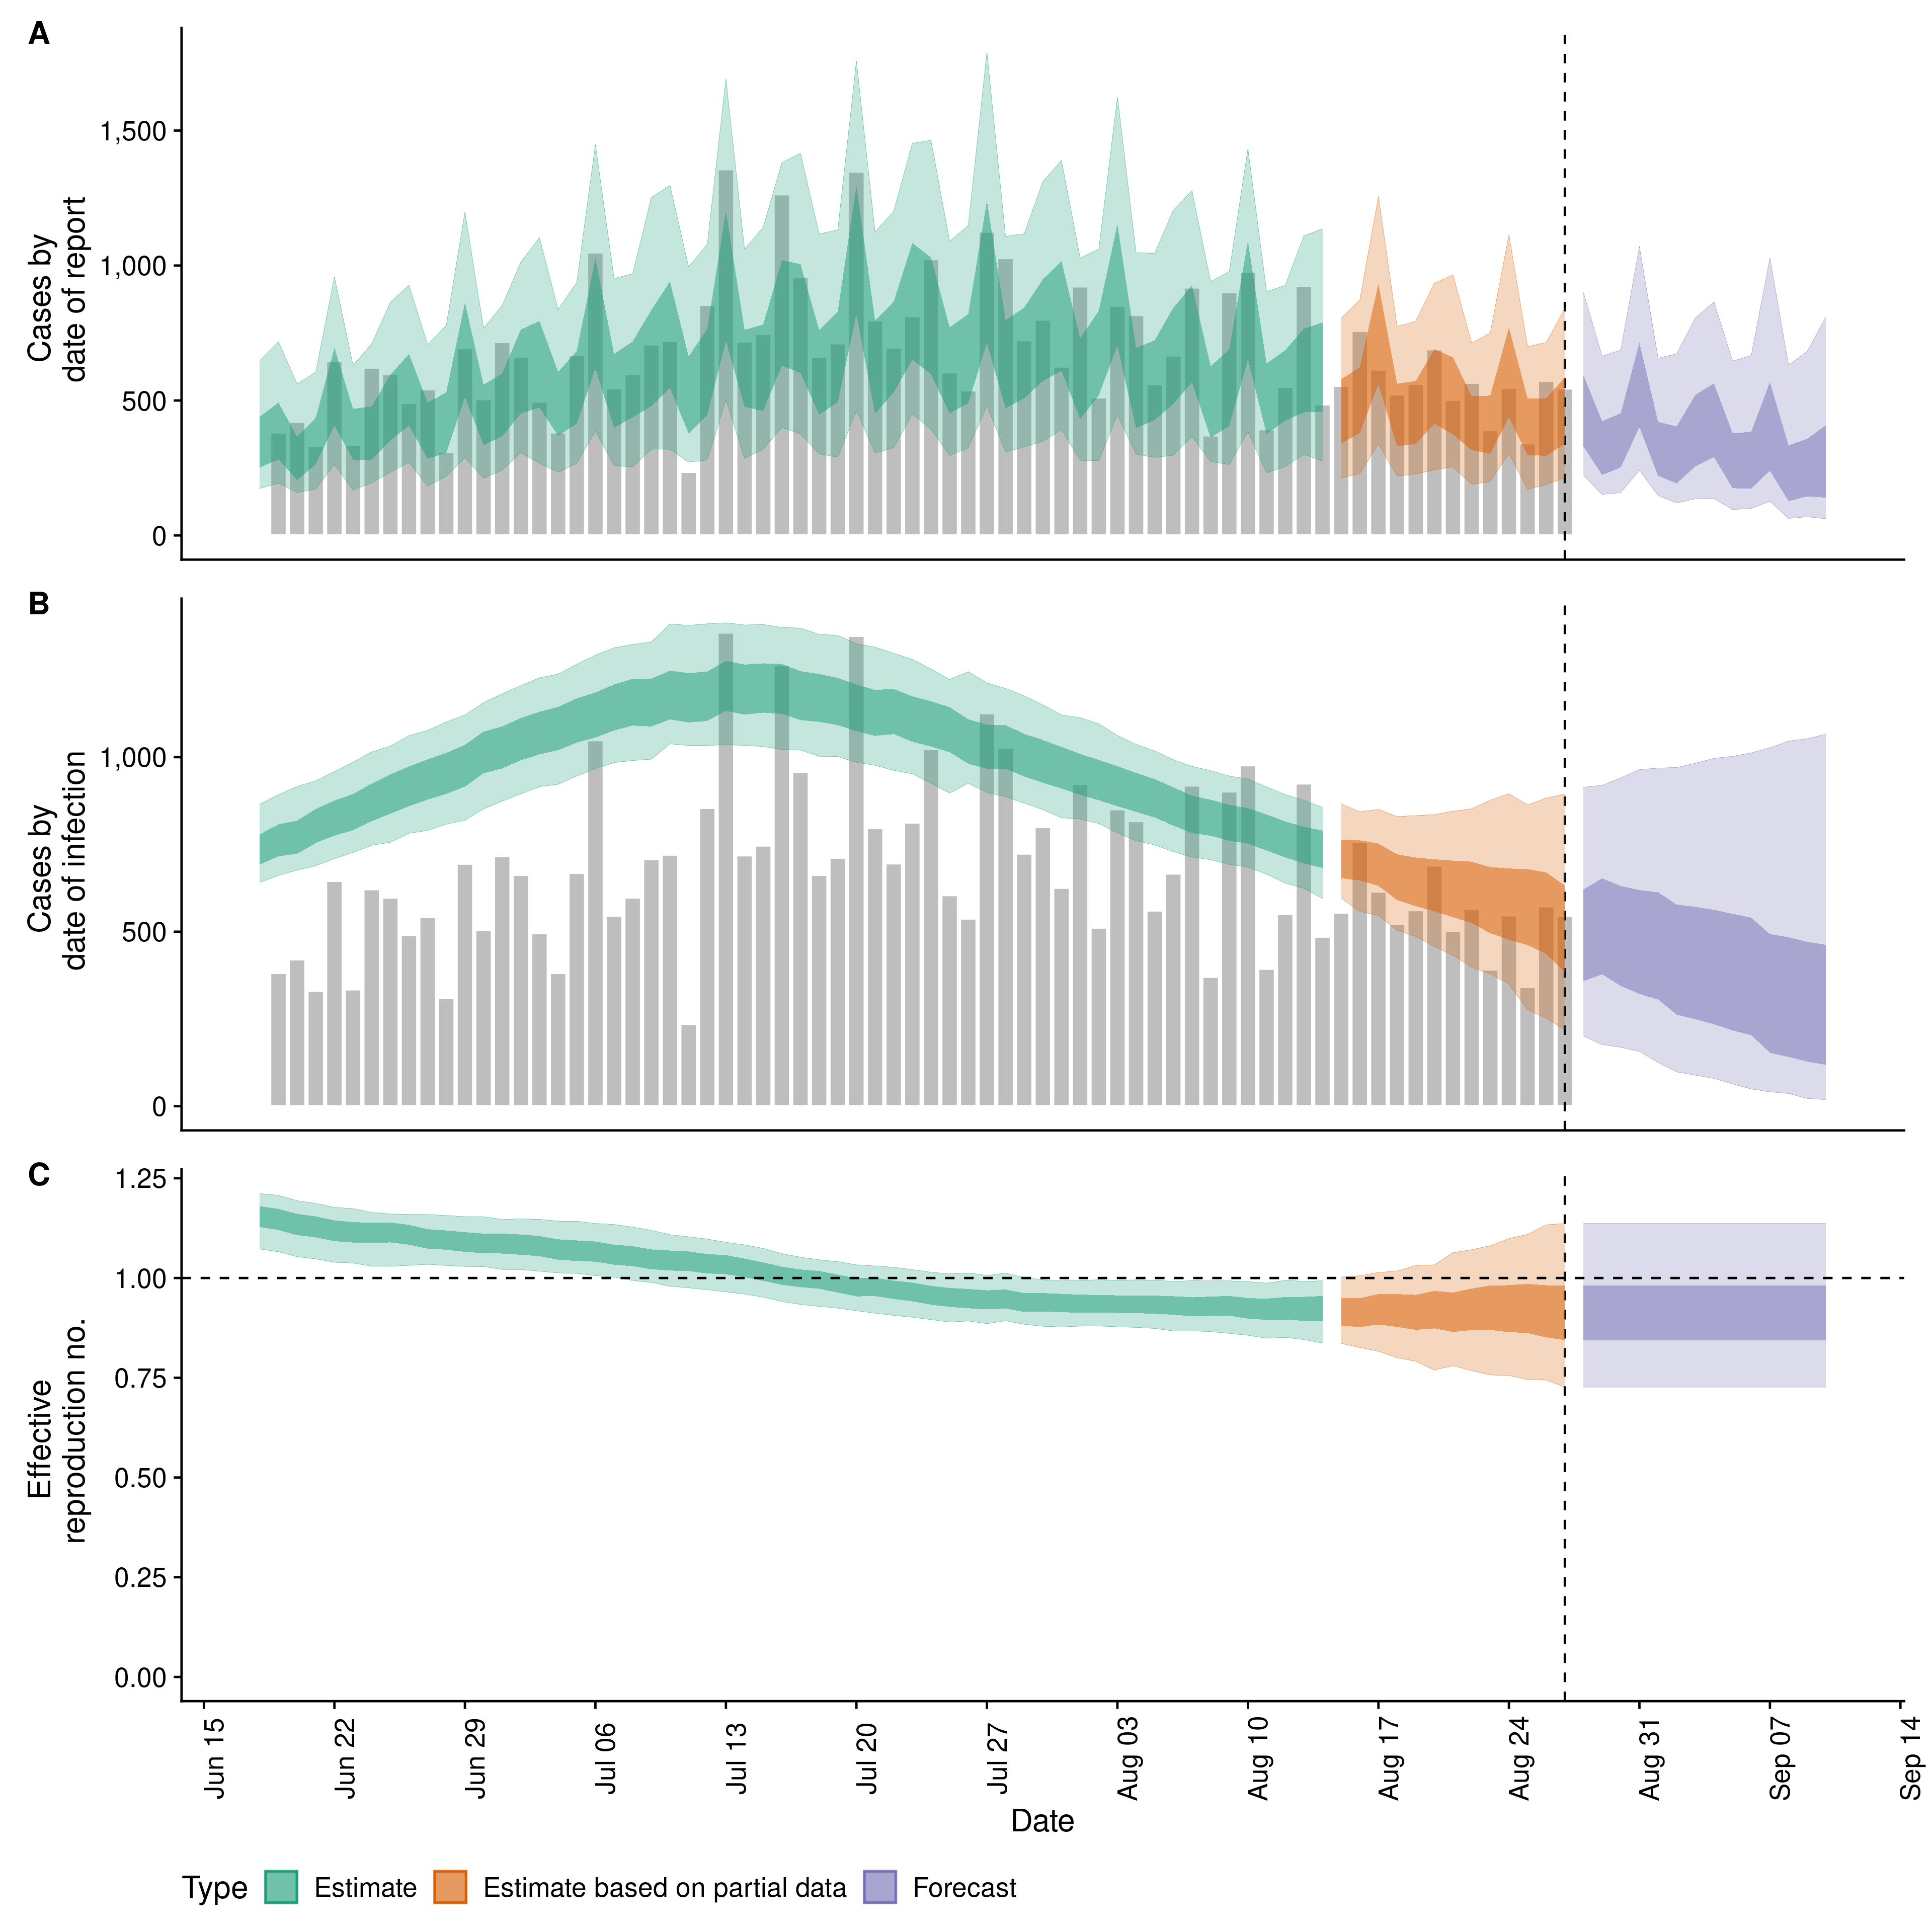 A
Cases by
date of report
1,500
1,000
500
0
B
Cases by
date of infection
1,000
500
0
C
Effective
reproduction no.
1.25
1.00
0.75
0.50
0.25
0.00
Jun 15
Jun 22
Jun 29
Jul 06
Jul 13
Jul 20
Jul 27
Aug 03
Aug 10
Aug 17
Aug 24
Aug 31
Sep 07
Sep 14
Date
Type Estimate Estimate based on partial data Forecast